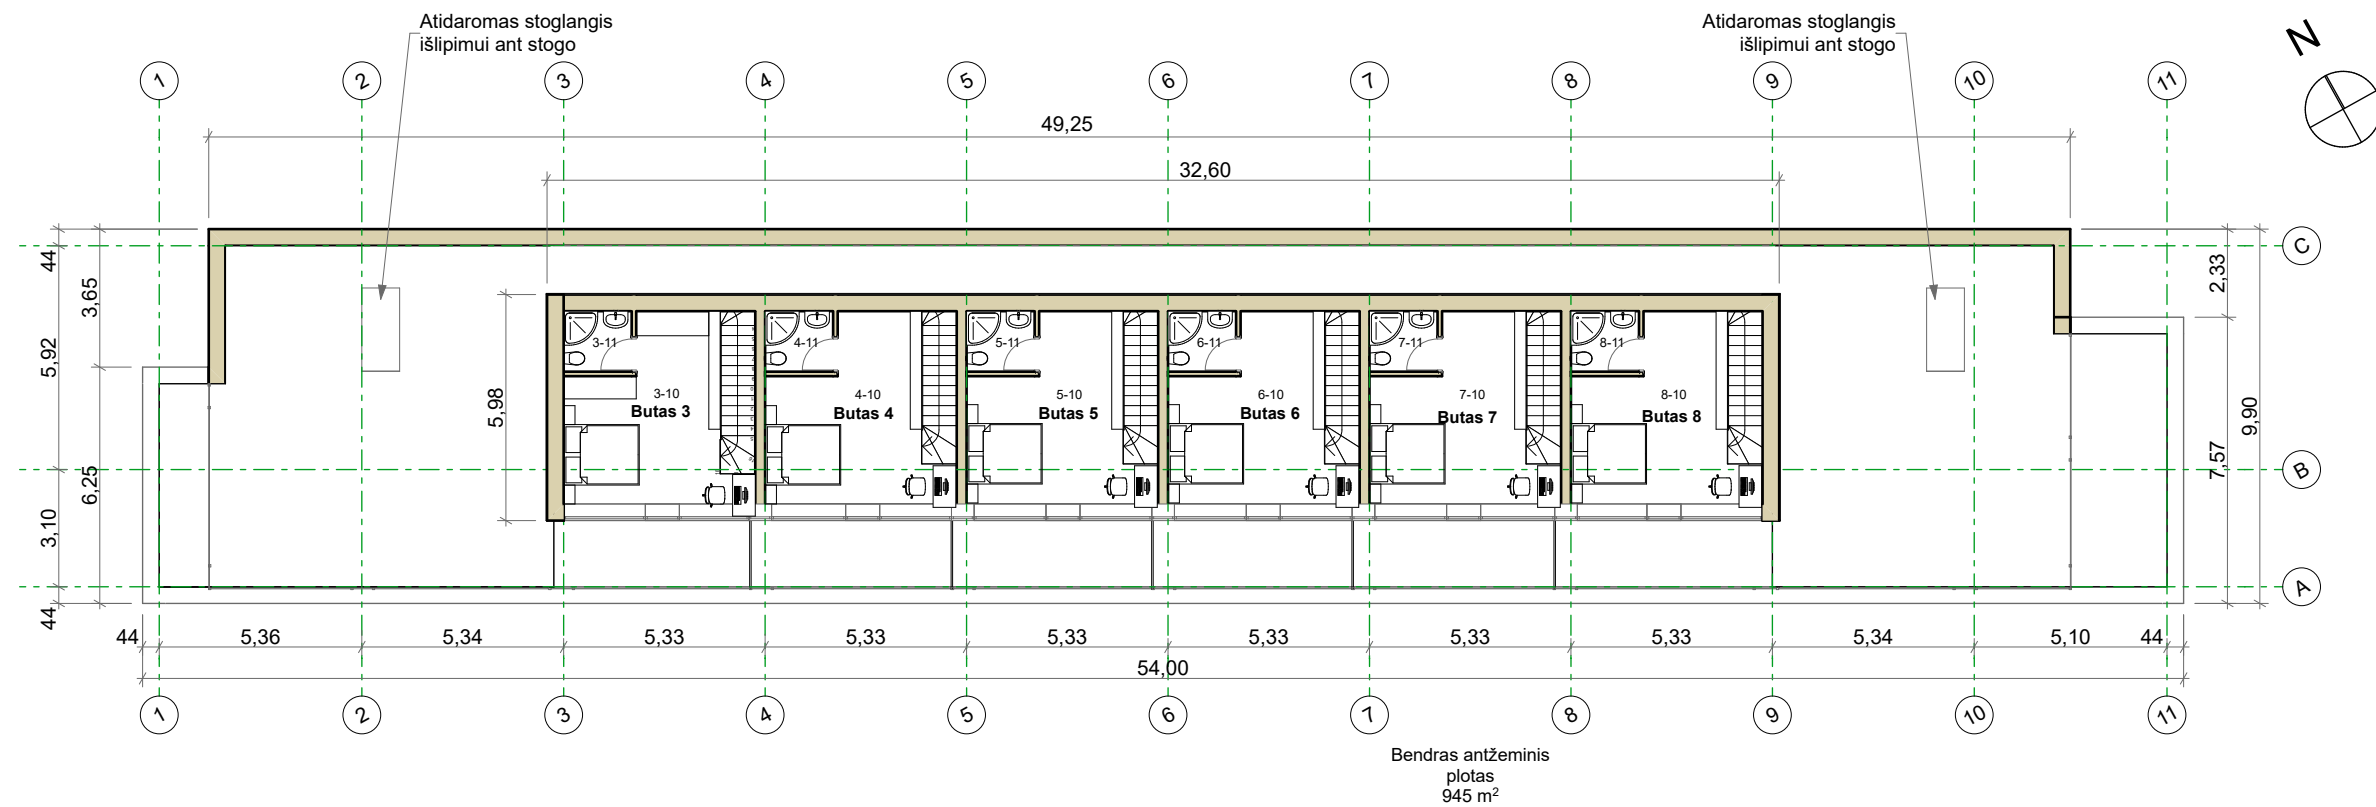 Atidaromas stoglangis
išlipimui ant stogo
Atidaromas stoglangis
išlipimui ant stogo
N
1 2 3 4 5 6 7 8 9 10 11
49,25
32,60
C
44
3,65
5,92
6,25
3,10
44
5,98
2,33
9,90
7,57
B
A
3-11 4-11 5-11 6-11 7-11 8-11
3-10 4-10 5-10 6-10 7-10 8-10
Butas 3 Butas 4 Butas 5 Butas 6 Butas 7 Butas 8
44 5,36 5,34 5,33 5,33 5,33 5,33 5,33 5,33 5,34 5,10 44
54,00
1 2 3 4 5 6 7 8 9 10 11
Bendras antžeminis
plotas
945 m²